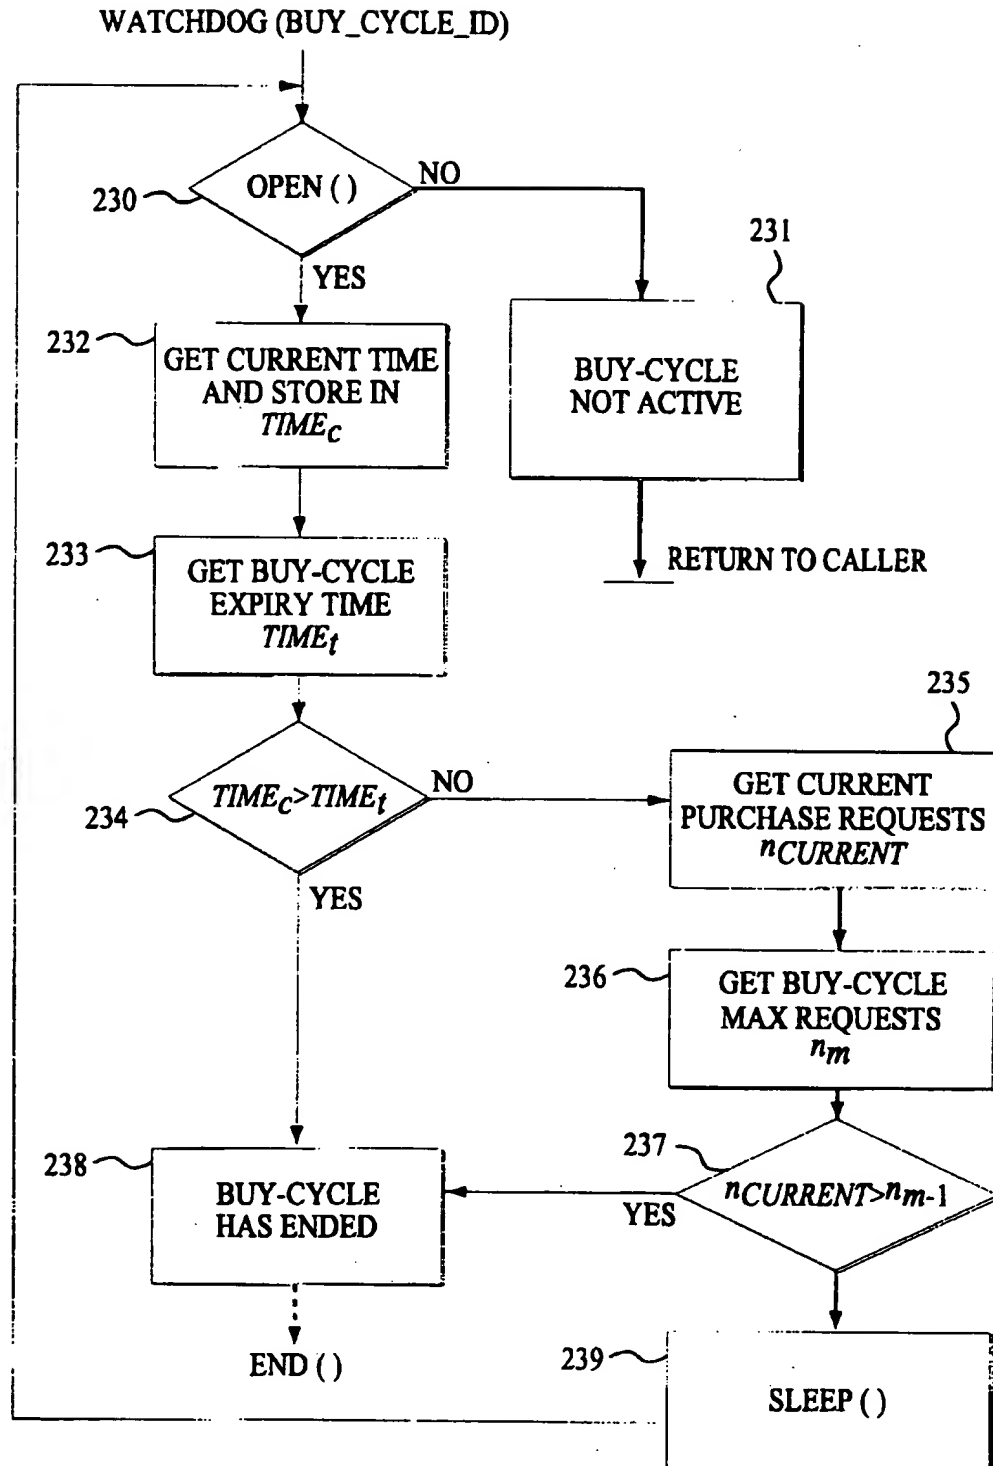 WATCHDOG (BUY_CYCLE_ID)
OPEN ( )
NO
230
YES
231
232
GET CURRENT TIME
AND STORE IN
TIMEc
BUY-CYCLE
NOT ACTIVE
233
GET BUY-CYCLE
EXPIRY TIME
TIMEt
RETURN TO CALLER
234
TIMEc>TIMEt
NO
YES
235
GET CURRENT
PURCHASE REQUESTS
nCURRENT
236
GET BUY-CYCLE
MAX REQUESTS
nm
237
nCURRENT>nm-1
YES
238
BUY-CYCLE
HAS ENDED
END ( )
239
SLEEP ( )